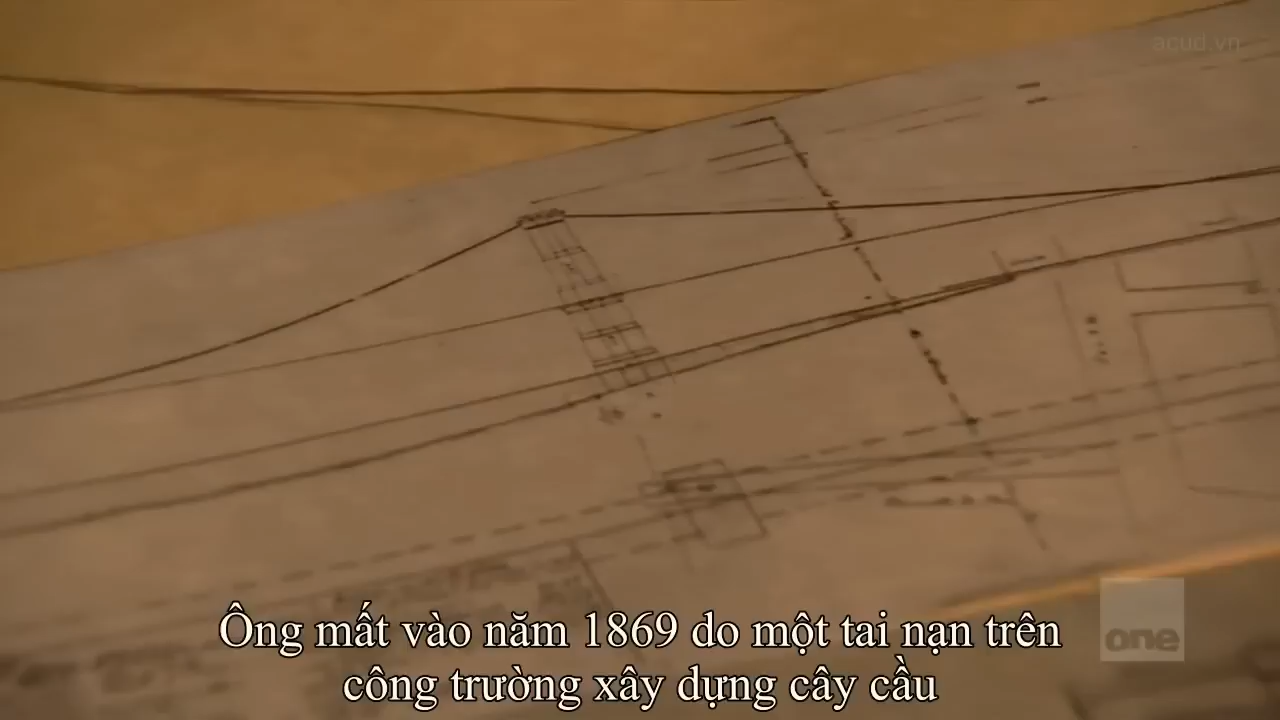 acud.vn
one
Ông mất vào năm 1869 do một tai nạn trên
công trường xây dựng cây cầu